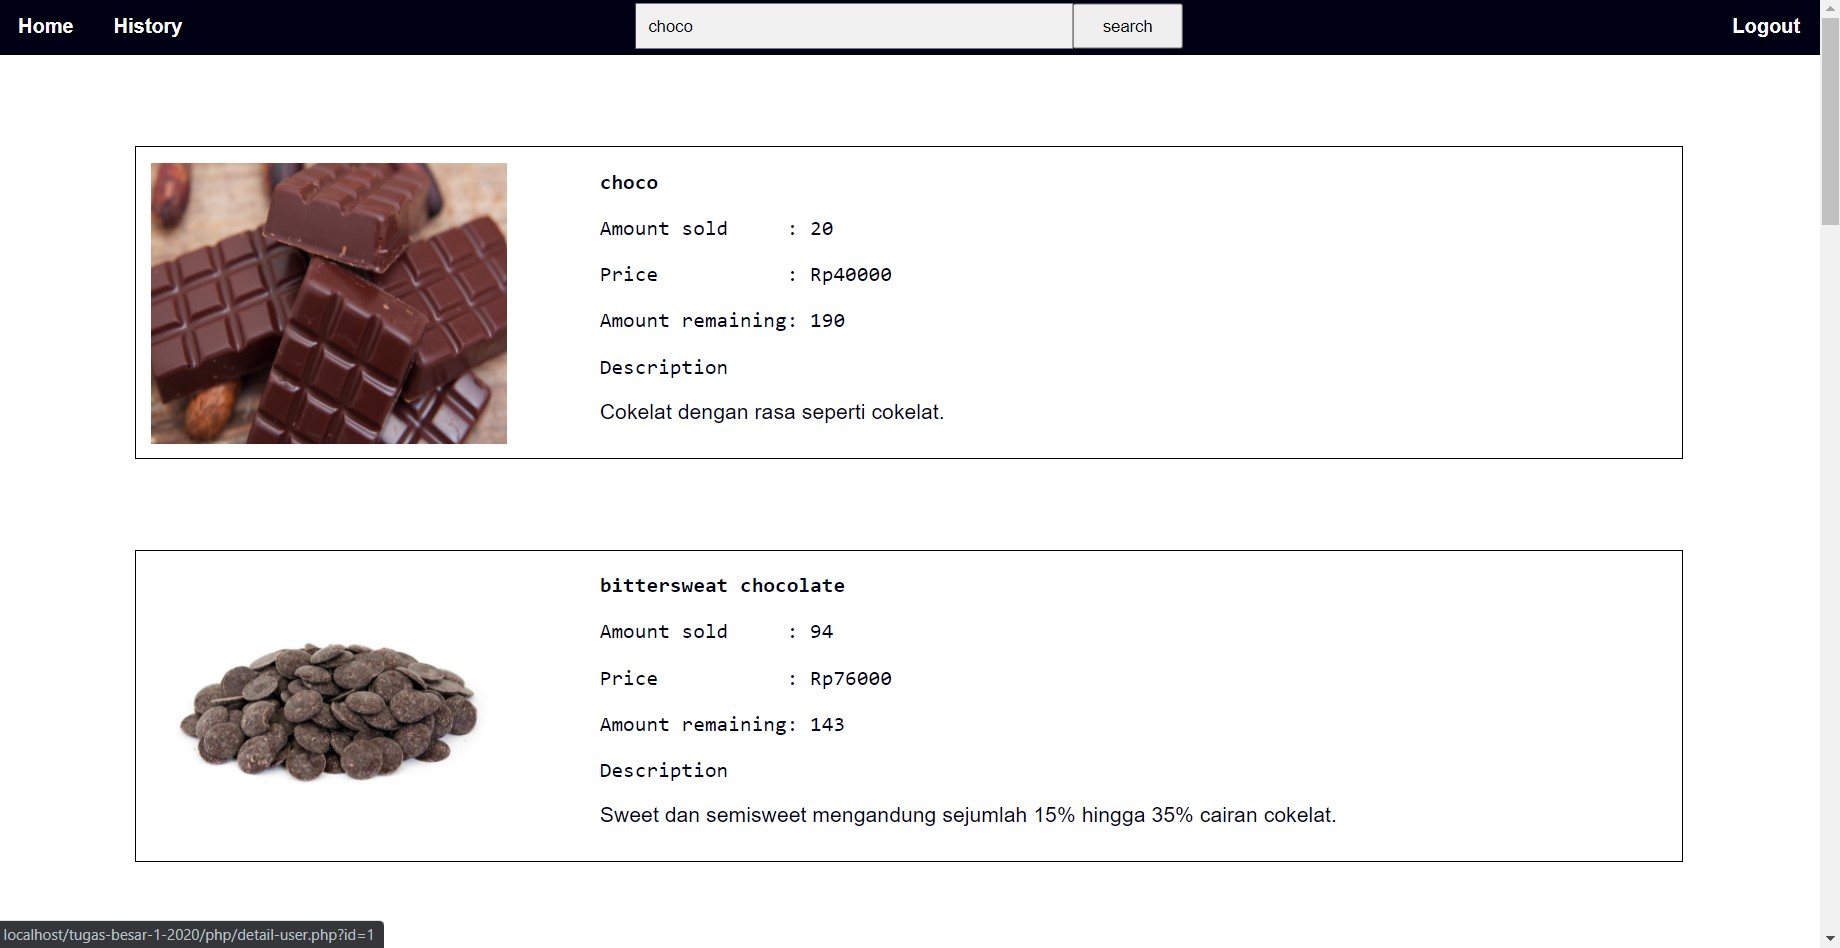 Home History choco search Logout
choco
Amount sold     : 20
Price           : Rp40000
Amount remaining: 190
Description
Cokelat dengan rasa seperti cokelat.
bittersweat chocolate
Amount sold     : 94
Price           : Rp76000
Amount remaining: 143
Description
Sweet dan semisweet mengandung sejumlah 15% hingga 35% cairan cokelat.
localhost/tugas-besar-1-2020/php/detail-user.php?id=1